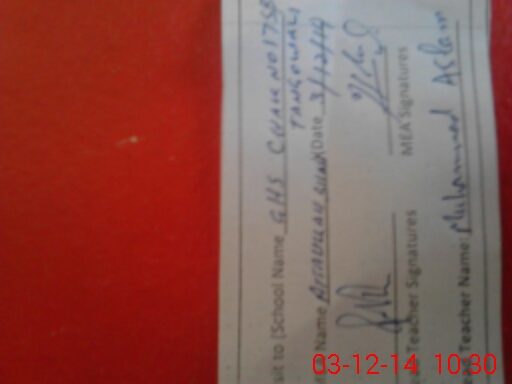 sit to (School Name GHS CHAK NO 175
TANGOWALI
Name (Date 3/12/14
Teacher Signatures MEA Signatures
Teacher Name: Muhammad Aslam
03-12-14 10:30